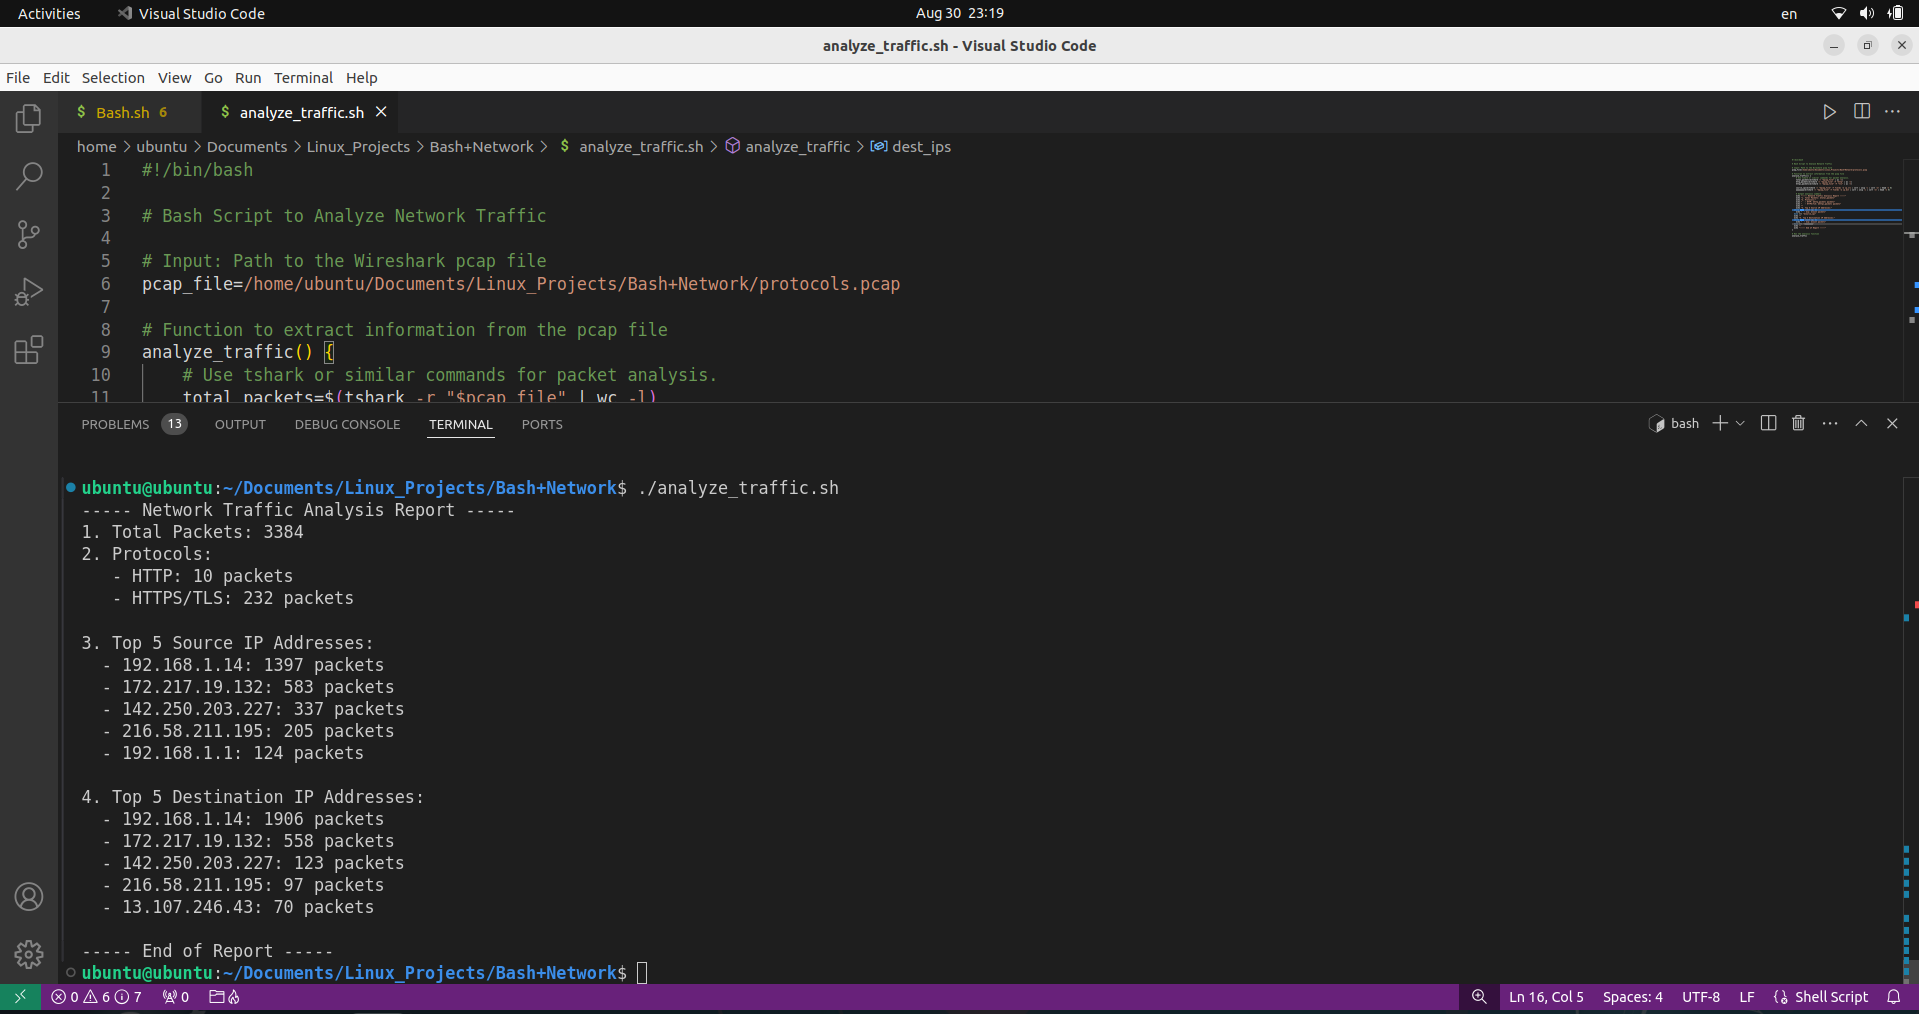 Activities Visual Studio Code Aug 30 23:19 en
analyze_traffic.sh - Visual Studio Code
File Edit Selection View Go Run Terminal Help
$ Bash.sh 6 $ analyze_traffic.sh
home > ubuntu > Documents > Linux_Projects > Bash+Network > $ analyze_traffic.sh > analyze_traffic > dest_ips
1 #!/bin/bash
2
3 # Bash Script to Analyze Network Traffic
4
5 # Input: Path to the Wireshark pcap file
6 pcap_file=/home/ubuntu/Documents/Linux_Projects/Bash+Network/protocols.pcap
7
8 # Function to extract information from the pcap file
9 analyze_traffic() {
10 # Use tshark or similar commands for packet analysis.
11 total_packets=$(tshark -r "$pcap_file" | wc -l)
PROBLEMS 13 OUTPUT DEBUG CONSOLE TERMINAL PORTS bash
ubuntu@ubuntu:~/Documents/Linux_Projects/Bash+Network$ ./analyze_traffic.sh
----- Network Traffic Analysis Report -----
1. Total Packets: 3384
2. Protocols:
- HTTP: 10 packets
- HTTPS/TLS: 232 packets
3. Top 5 Source IP Addresses:
- 192.168.1.14: 1397 packets
- 172.217.19.132: 583 packets
- 142.250.203.227: 337 packets
- 216.58.211.195: 205 packets
- 192.168.1.1: 124 packets
4. Top 5 Destination IP Addresses:
- 192.168.1.14: 1906 packets
- 172.217.19.132: 558 packets
- 142.250.203.227: 123 packets
- 216.58.211.195: 97 packets
- 13.107.246.43: 70 packets
----- End of Report -----
ubuntu@ubuntu:~/Documents/Linux_Projects/Bash+Network$
0 6 7 0 Ln 16, Col 5 Spaces: 4 UTF-8 LF Shell Script